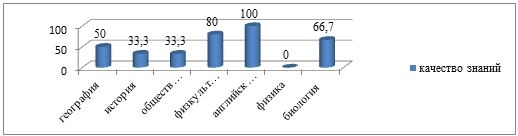 100
50
0
50
33,3
33,3
80
100
0
66,7
география
история
обществ…
физкульт…
английск…
физика
биология
качество знаний